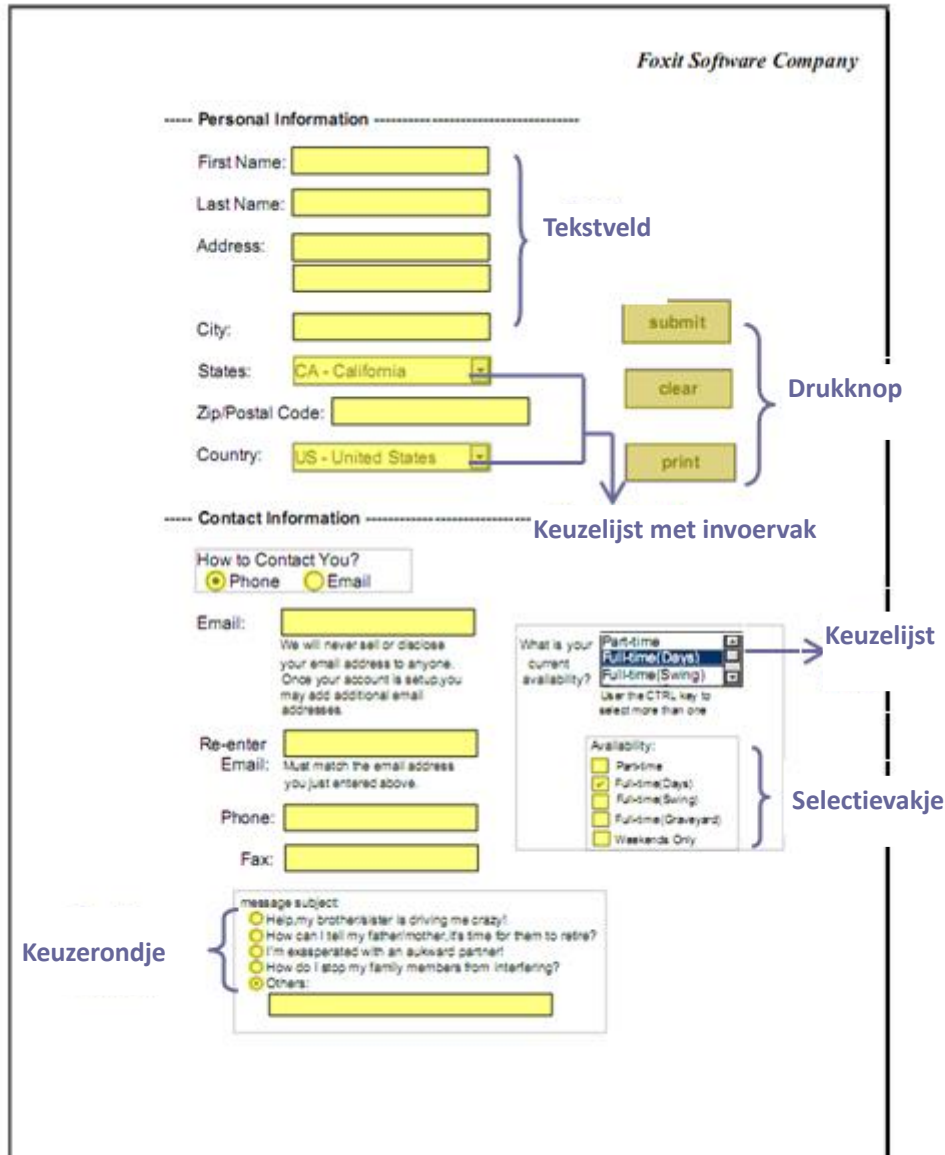 Foxit Software Company
----- Personal Information -----
First Name:
Last Name:
Tekstveld
Address:
City:
submit
States: CA - California
clear
Drukknop
Zip/Postal Code:
Country: US - United States
print
----- Contact Information -----
Keuzelijst met invoervak
How to Contact You?
Phone Email
Email:
We will never sell or disclose
your email address to anyone.
Once your account is setup,you
may add additional email
addresses.
What is your
current
availability?
Part-time
Full-time(Days)
Full-time(Swing)
User the CTRL key to
select more than one
Keuzelijst
Re-enter
Email:
Must match the email address
you just entered above.
Availability:
Part-time
Full-time(Days)
Full-time(Swing)
Full-time(Graveyard)
Weekends Only
Selectievakje
Phone:
Fax:
message subject:
Help,my brother/sister is driving me crazy!
How can I tell my father/mother,it's time for them to retire?
I'm exasperated with an aukward partner!
How do I stop my family members from interfering?
Others:
Keuzerondje